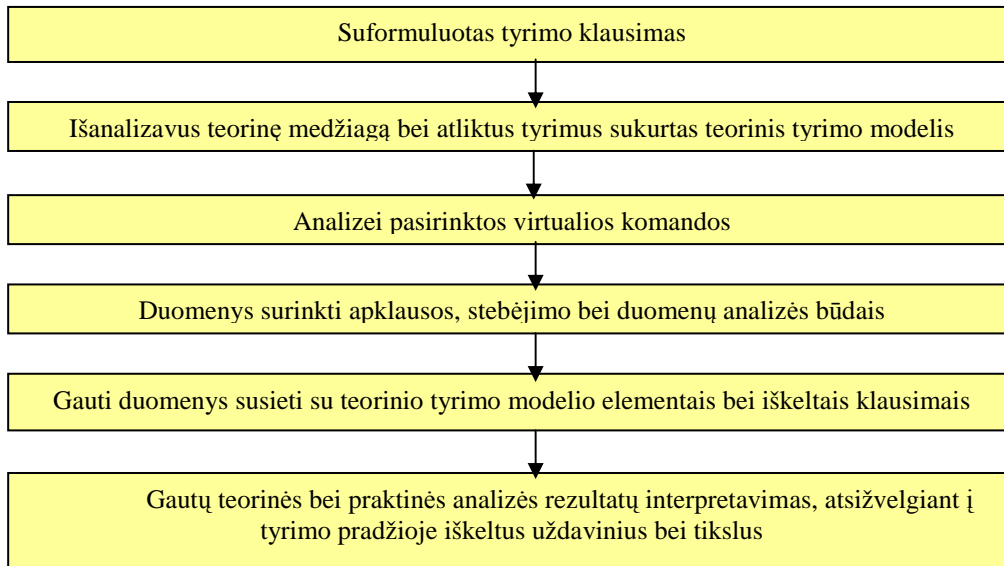 Suformuluotas tyrimo klausimas
Išanalizavus teorinę medžiagą bei atliktus tyrimus sukurtas teorinis tyrimo modelis
Analizei pasirinktos virtualios komandos
Duomenys surinkti apklausos, stebėjimo bei duomenų analizės būdais
Gauti duomenys susieti su teorinio tyrimo modelio elementais bei iškeltais klausimais
Gautų teorinės bei praktinės analizės rezultatų interpretavimas, atsižvelgiant į
tyrimo pradžioje iškeltus uždavinius bei tikslus